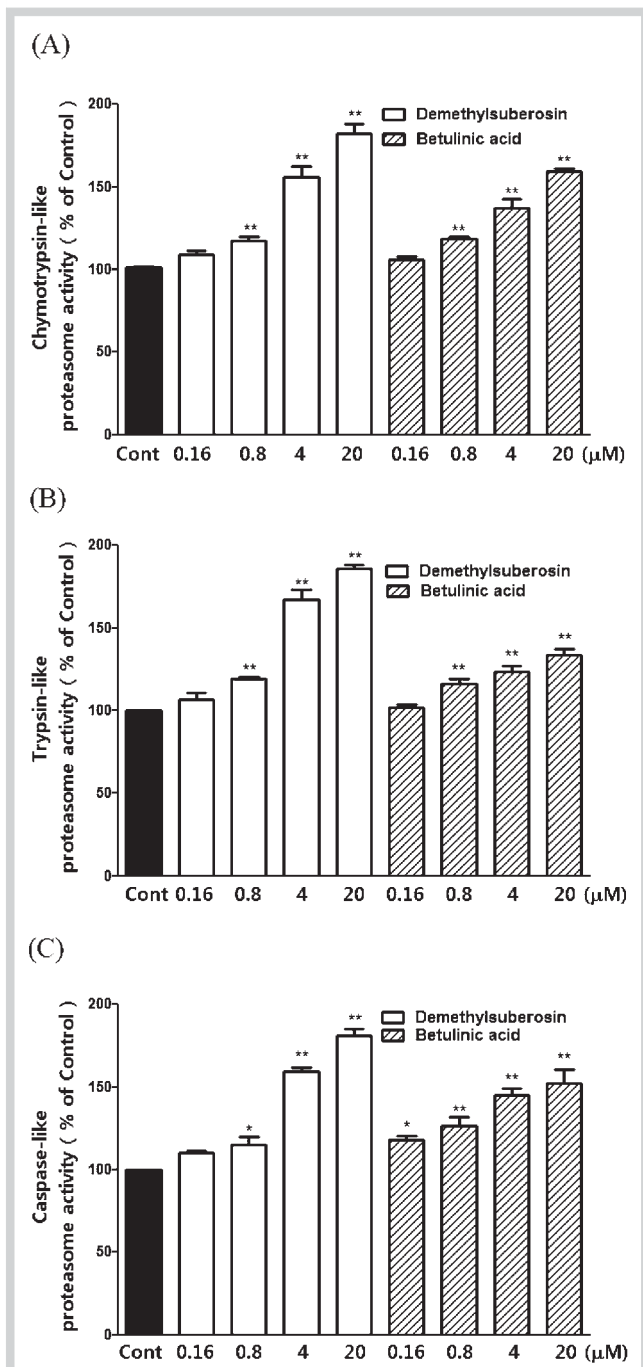 (A)
Chymotrypsin-like
proteasome activity ( % of Control )
200
150
100
50
0
** Demethylsuberosin
Betulinic acid
** ** ** ** **
Cont 0.16 0.8 4 20 0.16 0.8 4 20 (μM)
(B)
Trypsin-like
proteasome activity ( % of Control )
200
150
100
50
0
** Demethylsuberosin
Betulinic acid
** ** ** ** **
Cont 0.16 0.8 4 20 0.16 0.8 4 20 (μM)
(C)
Caspase-like
proteasome activity ( % of Control )
200
150
100
50
0
** Demethylsuberosin
Betulinic acid
* ** * ** ** **
Cont 0.16 0.8 4 20 0.16 0.8 4 20 (μM)